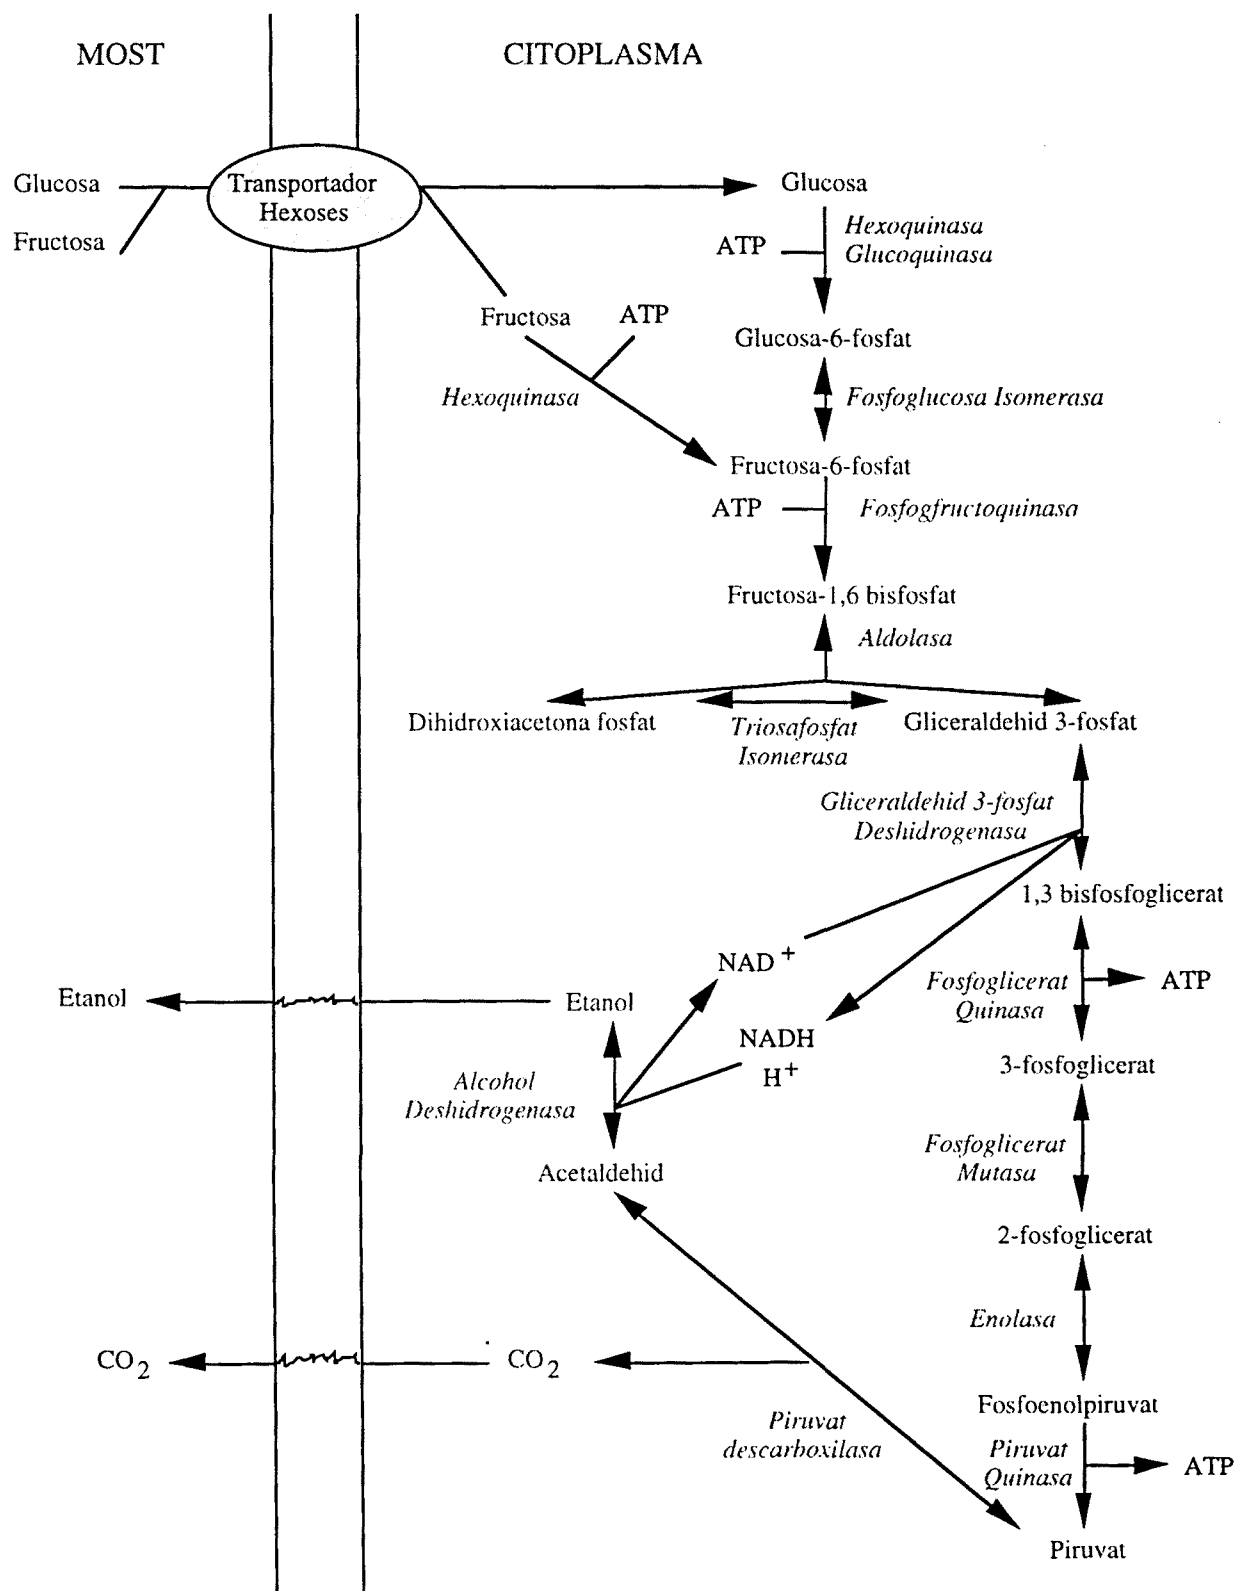 MOST
CITOPLASMA
Glucosa
Fructosa
Transportador
Hexoses
Glucosa
Hexoquinasa
Glucoquinasa
ATP
Fructosa
ATP
Glucosa-6-fosfat
Hexoquinasa
Fosfoglucosa Isomerasa
Fructosa-6-fosfat
ATP
Fosfogfructoquinasa
Fructosa-1,6 bisfosfat
Aldolasa
Dihidroxiacetona fosfat
Triosafosfat
Isomerasa
Gliceraldehid 3-fosfat
Gliceraldehid 3-fosfat
Deshidrogenasa
1,3 bisfosfoglicerat
NAD+
Fosfoglicerat
Quinasa
ATP
Etanol
Etanol
NADH
H+
3-fosfoglicerat
Alcohol
Deshidrogenasa
Fosfoglicerat
Mutasa
Acetaldehid
2-fosfoglicerat
Enolasa
CO2
CO2
Fosfoenolpiruvat
Piruvat
descarboxilasa
Piruvat
Quinasa
ATP
Piruvat